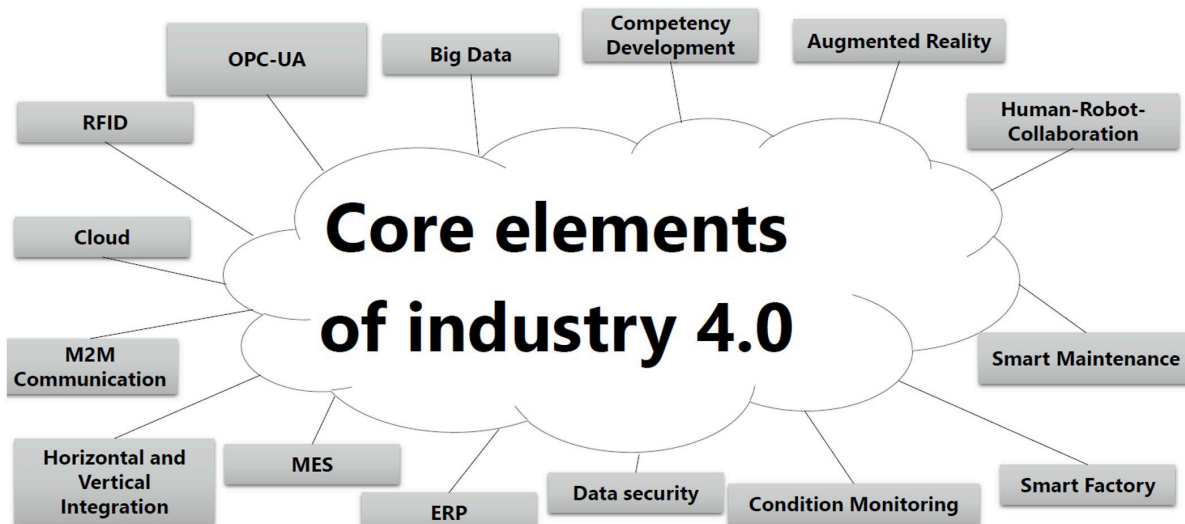 Competency
Development
Augmented Reality
OPC-UA
Big Data
RFID
Human-Robot-
Collaboration
Core elements
of industry 4.0
Cloud
M2M
Communication
Smart Maintenance
Horizontal and
Vertical
Integration
MES
ERP
Data security
Condition Monitoring
Smart Factory